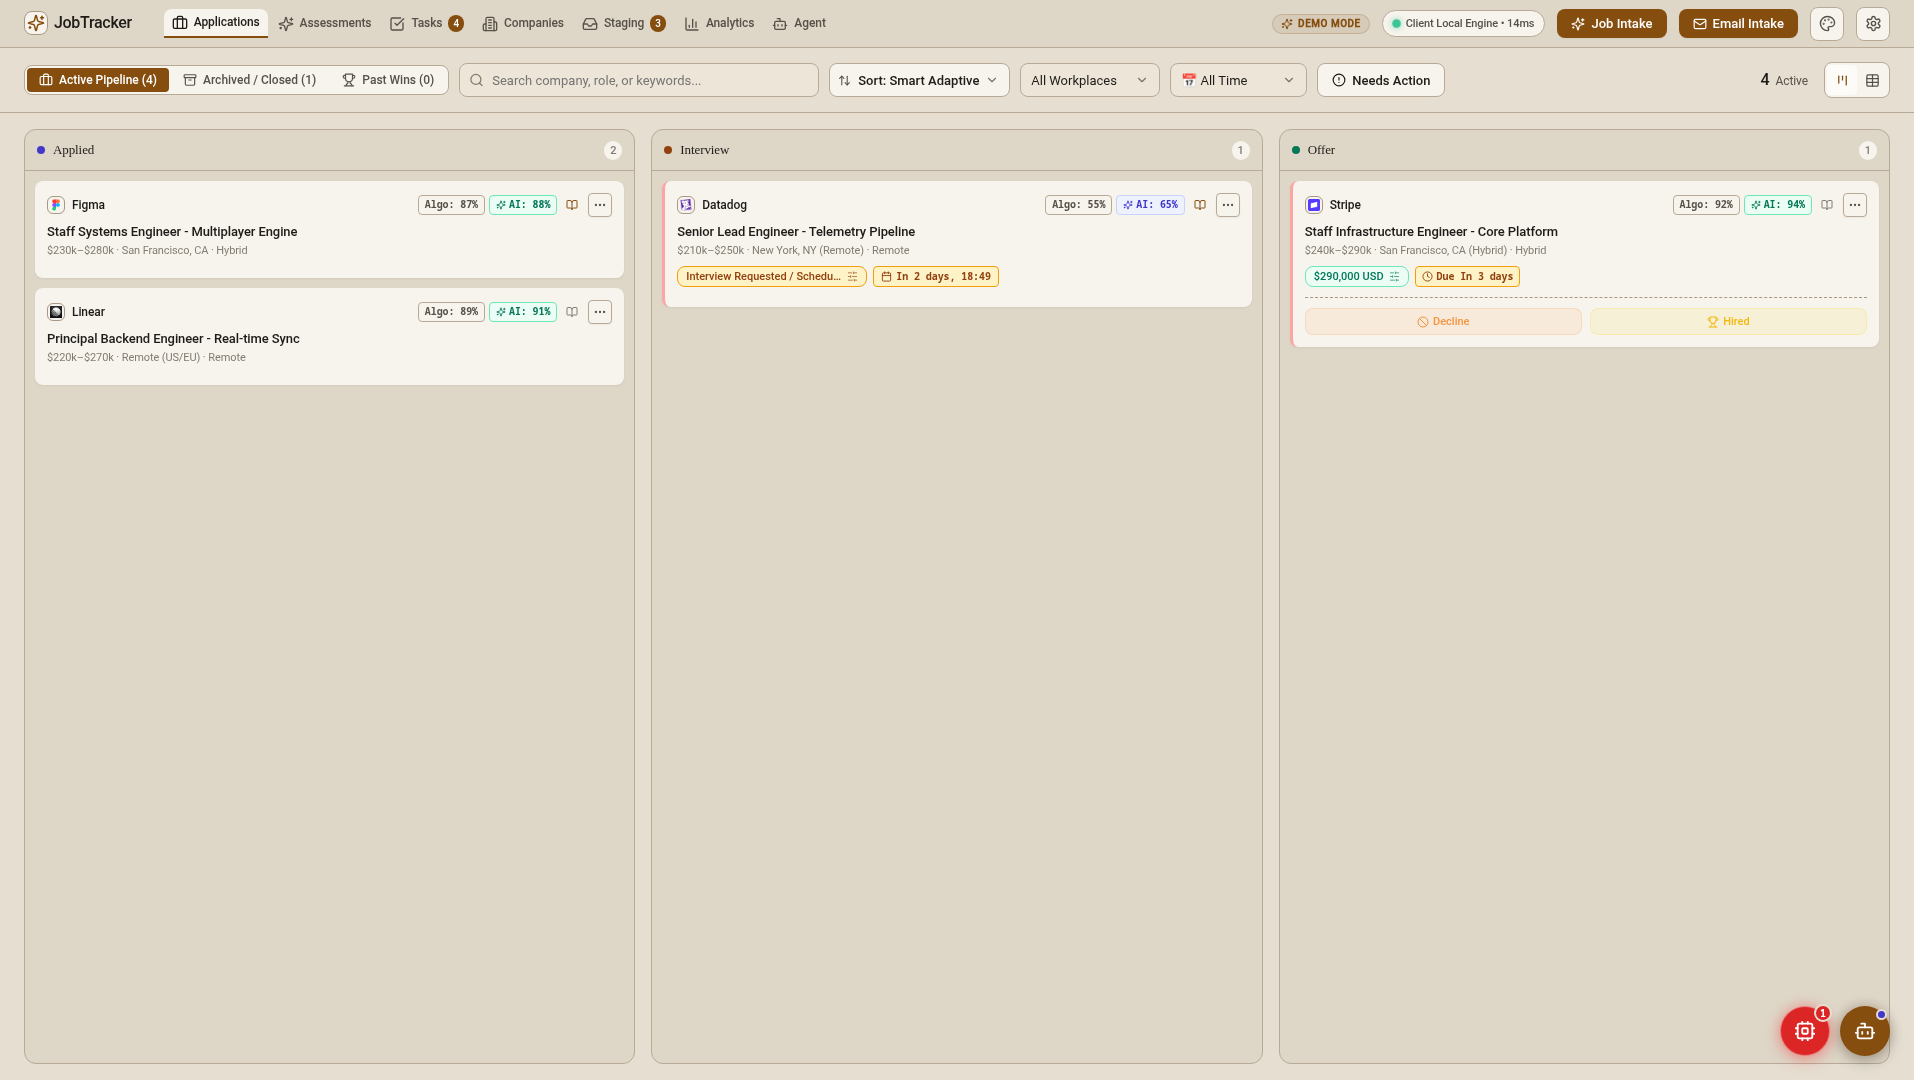 JobTracker
Applications
Assessments
Tasks 4
Companies
Staging 3
Analytics
Agent
DEMO MODE
Client Local Engine • 14ms
Job Intake
Email Intake
Active Pipeline (4)
Archived / Closed (1)
Past Wins (0)
Search company, role, or keywords...
Sort: Smart Adaptive
All Workplaces
All Time
Needs Action
4 Active
Applied 2
Figma
Algo: 87%
AI: 88%
Staff Systems Engineer - Multiplayer Engine
$230k–$280k · San Francisco, CA · Hybrid
Linear
Algo: 89%
AI: 91%
Principal Backend Engineer - Real-time Sync
$220k–$270k · Remote (US/EU) · Remote
Interview 1
Datadog
Algo: 55%
AI: 65%
Senior Lead Engineer - Telemetry Pipeline
$210k–$250k · New York, NY (Remote) · Remote
Interview Requested / Schedu...
In 2 days, 18:49
Offer 1
Stripe
Algo: 92%
AI: 94%
Staff Infrastructure Engineer - Core Platform
$240k–$290k · San Francisco, CA (Hybrid) · Hybrid
$290,000 USD
Due In 3 days
Decline
Hired
1